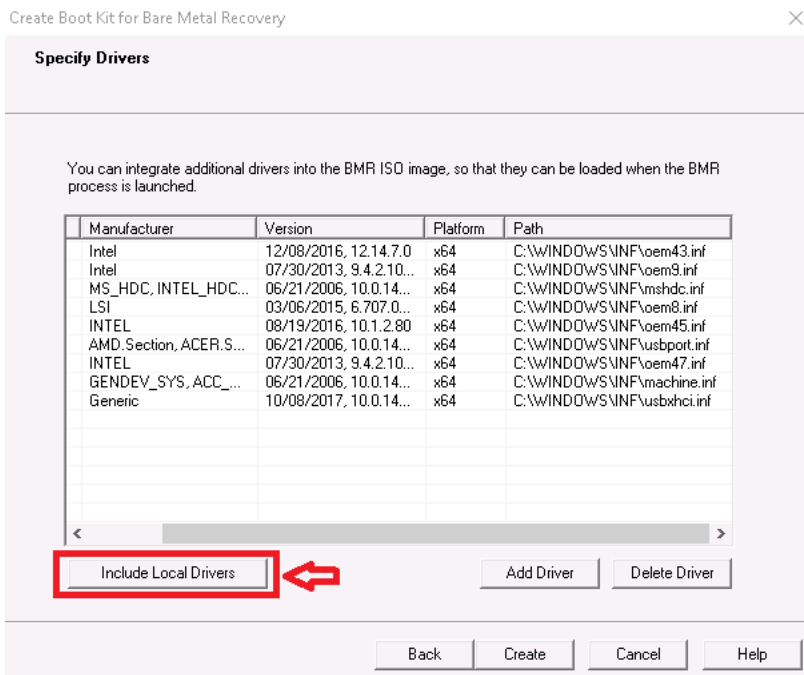 Create Boot Kit for Bare Metal Recovery
Specify Drivers
You can integrate additional drivers into the BMR ISO image, so that they can be loaded when the BMR
process is launched.
Manufacturer Version Platform Path
Intel 12/08/2016, 12.14.7.0 x64 C:\WINDOWS\INF\oem43.inf
Intel 07/30/2013, 9.4.2.10... x64 C:\WINDOWS\INF\oem9.inf
MS_HDC, INTEL_HDC... 06/21/2006, 10.0.14... x64 C:\WINDOWS\INF\mshdc.inf
LSI 03/06/2015, 6.707.0... x64 C:\WINDOWS\INF\oem8.inf
INTEL 08/19/2016, 10.1.2.80 x64 C:\WINDOWS\INF\oem45.inf
AMD.Section, ACER.S... 06/21/2006, 10.0.14... x64 C:\WINDOWS\INF\usbport.inf
INTEL 07/30/2013, 9.4.2.10... x64 C:\WINDOWS\INF\oem47.inf
GENDEV_SYS, ACC_... 06/21/2006, 10.0.14... x64 C:\WINDOWS\INF\machine.inf
Generic 10/08/2017, 10.0.14... x64 C:\WINDOWS\INF\usbxhci.inf
Include Local Drivers Add Driver Delete Driver
Back Create Cancel Help